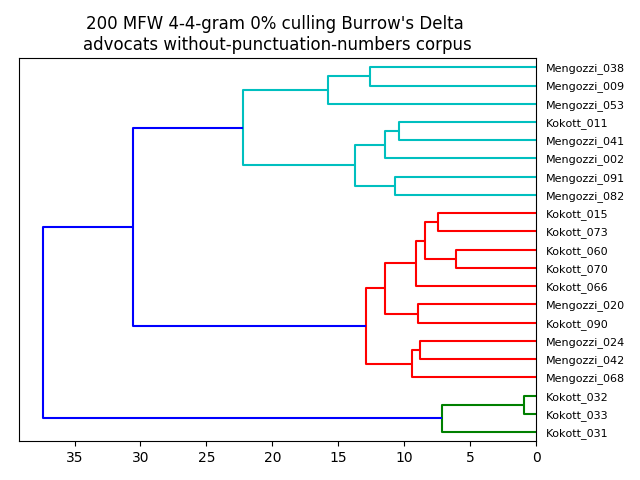 200 MFW 4-4-gram 0% culling Burrow's Delta
advocats without-punctuation-numbers corpus
Mengozzi_038
Mengozzi_009
Mengozzi_053
Kokott_011
Mengozzi_041
Mengozzi_002
Mengozzi_091
Mengozzi_082
Kokott_015
Kokott_073
Kokott_060
Kokott_070
Kokott_066
Mengozzi_020
Kokott_090
Mengozzi_024
Mengozzi_042
Mengozzi_068
Kokott_032
Kokott_033
Kokott_031
35 30 25 20 15 10 5 0